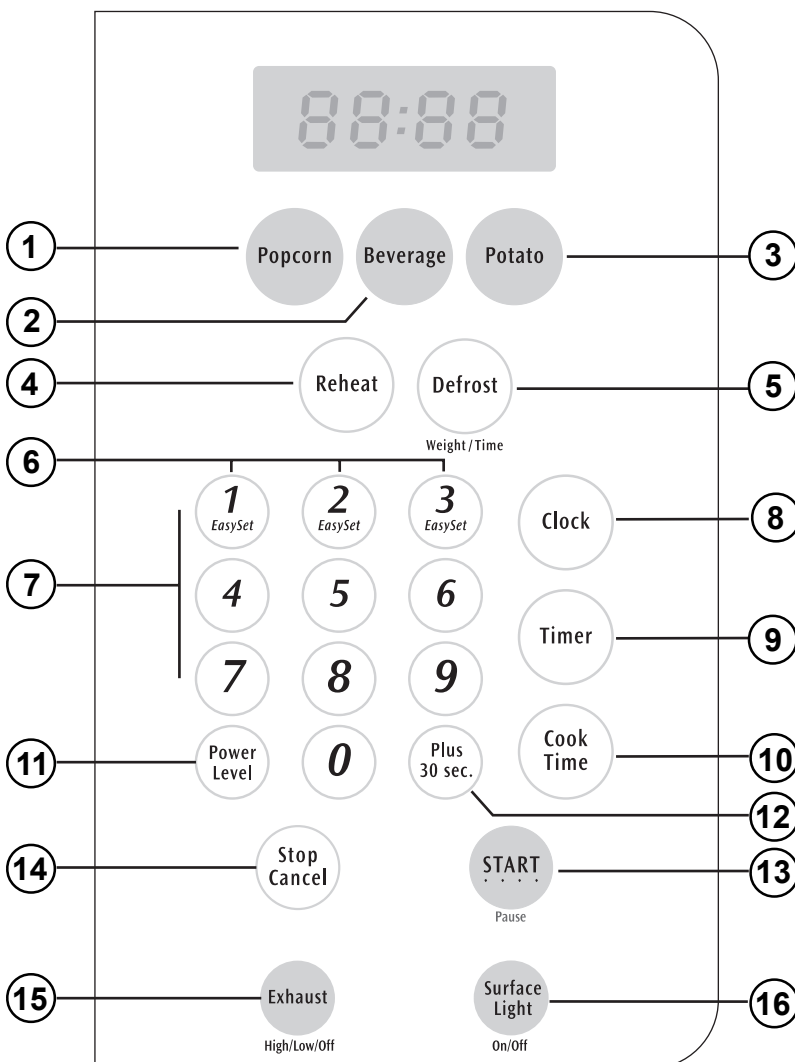 88:88
1
Popcorn
Beverage
Potato
3
2
4
Reheat
Defrost
5
Weight/Time
6
1
EasySet
2
EasySet
3
EasySet
Clock
8
7
4
5
6
Timer
9
7
8
9
11
Power
Level
0
Plus
30 sec.
Cook
Time
10
12
14
Stop
Cancel
START
13
Pause
15
Exhaust
Surface
Light
16
High/Low/Off
On/Off